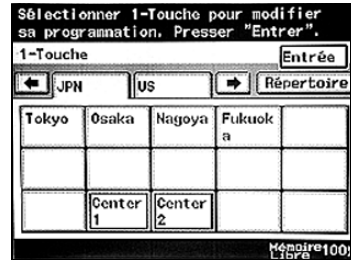 Sélectionner 1-Touche pour modifier
sa programmation. Presser "Entrer".
1-Touche Entrée
JPN US Répertoire
Tokyo Osaka Nagoya Fukuok
a
Center Center
1 2
Mémoire
Libre 100%